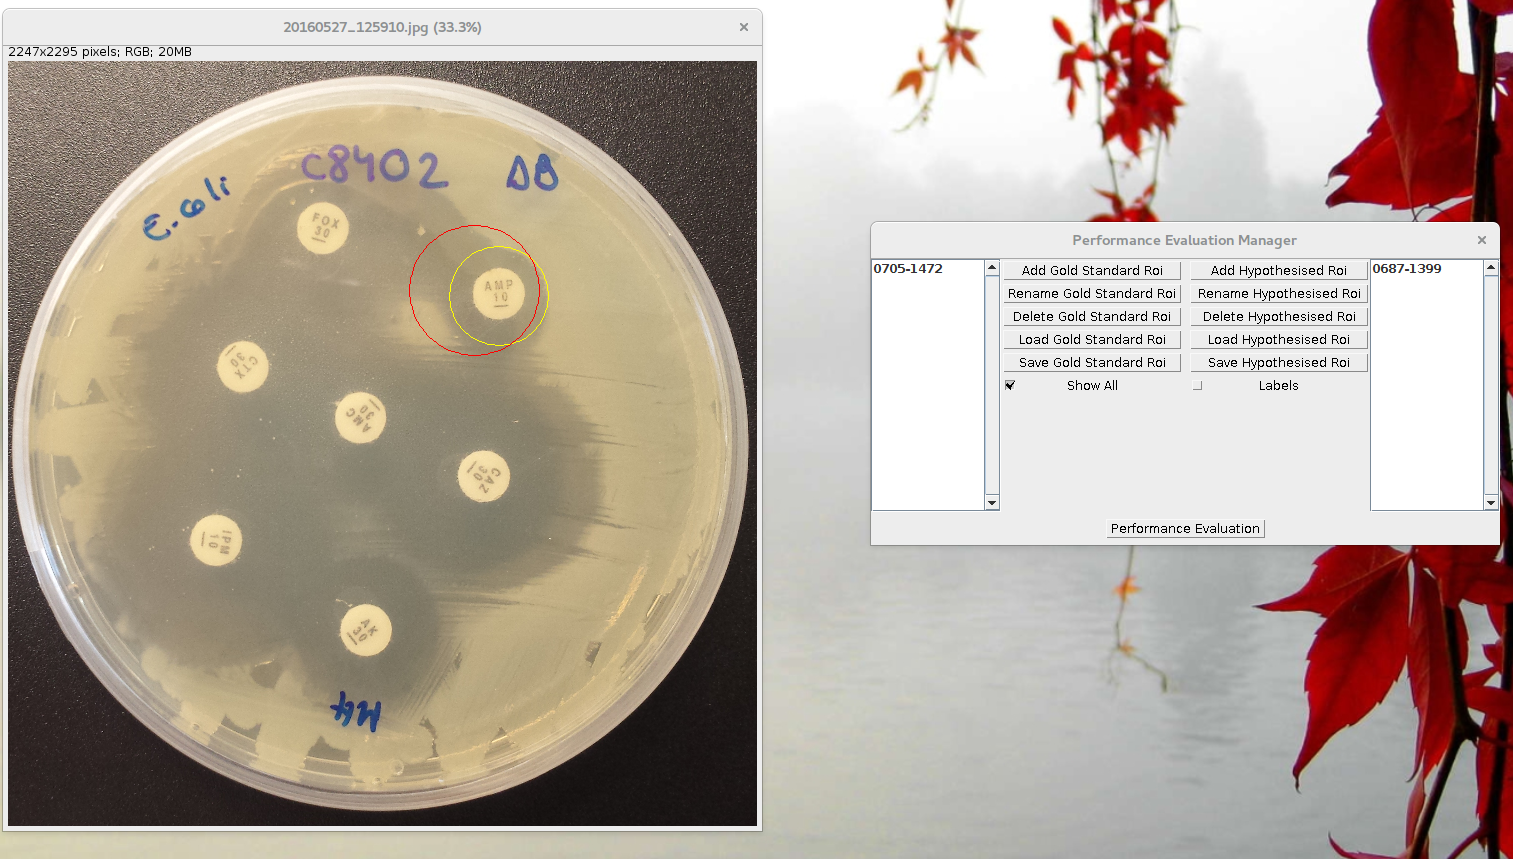 20160527_125910.jpg (33.3%)
2247x2295 pixels; RGB; 20MB
C8402 DB
E.coli
FOX
30
AMP
10
CTX
30
AMC
30
CAZ
30
IPM
10
AK
30
MH
Performance Evaluation Manager
0705-1472
Add Gold Standard Roi
Rename Gold Standard Roi
Delete Gold Standard Roi
Load Gold Standard Roi
Save Gold Standard Roi
Show All
Add Hypothesised Roi
Rename Hypothesised Roi
Delete Hypothesised Roi
Load Hypothesised Roi
Save Hypothesised Roi
Labels
0687-1399
Performance Evaluation